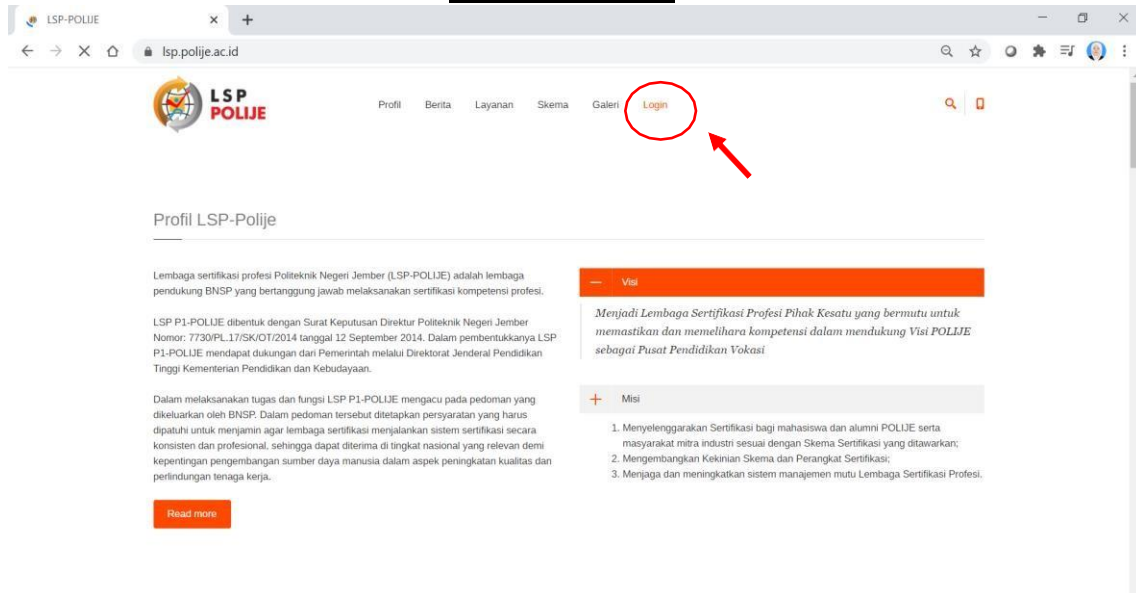 LSP-POLIJE
lsp.polije.ac.id
LSP
POLIJE
Profil Berita Layanan Skema Galeri Login
Profil LSP-Polije
Lembaga sertifikasi profesi Politeknik Negeri Jember (LSP-POLIJE) adalah lembaga
pendukung BNSP yang bertanggung jawab melaksanakan sertifikasi kompetensi profesi.
LSP P1-POLIJE dibentuk dengan Surat Keputusan Direktur Politeknik Negeri Jember
Nomor: 7730/PL.17/SK/OT/2014 tanggal 12 September 2014. Dalam pembentukkanya LSP
P1-POLIJE mendapat dukungan dari Pemerintah melalui Direktorat Jenderal Pendidikan
Tinggi Kementerian Pendidikan dan Kebudayaan.
Dalam melaksanakan tugas dan fungsi LSP P1-POLIJE mengacu pada pedoman yang
dikeluarkan oleh BNSP. Dalam pedoman tersebut ditetapkan persyaratan yang harus
dipatuhi untuk menjamin agar lembaga sertifikasi menjalankan sistem sertifikasi secara
konsisten dan profesional, sehingga dapat diterima di tingkat nasional yang relevan demi
kepentingan pengembangan sumber daya manusia dalam aspek peningkatan kualitas dan
perlindungan tenaga kerja.
Read more
Visi
Menjadi Lembaga Sertifikasi Profesi Pihak Kesatu yang bermutu untuk
memastikan dan memelihara kompetensi dalam mendukung Visi POLIJE
sebagai Pusat Pendidikan Vokasi
Misi
1. Menyelenggarakan Sertifikasi bagi mahasiswa dan alumni POLIJE serta
masyarakat mitra industri sesuai dengan Skema Sertifikasi yang ditawarkan;
2. Mengembangkan Kekinian Skema dan Perangkat Sertifikasi;
3. Menjaga dan meningkatkan sistem manajemen mutu Lembaga Sertifikasi Profesi.